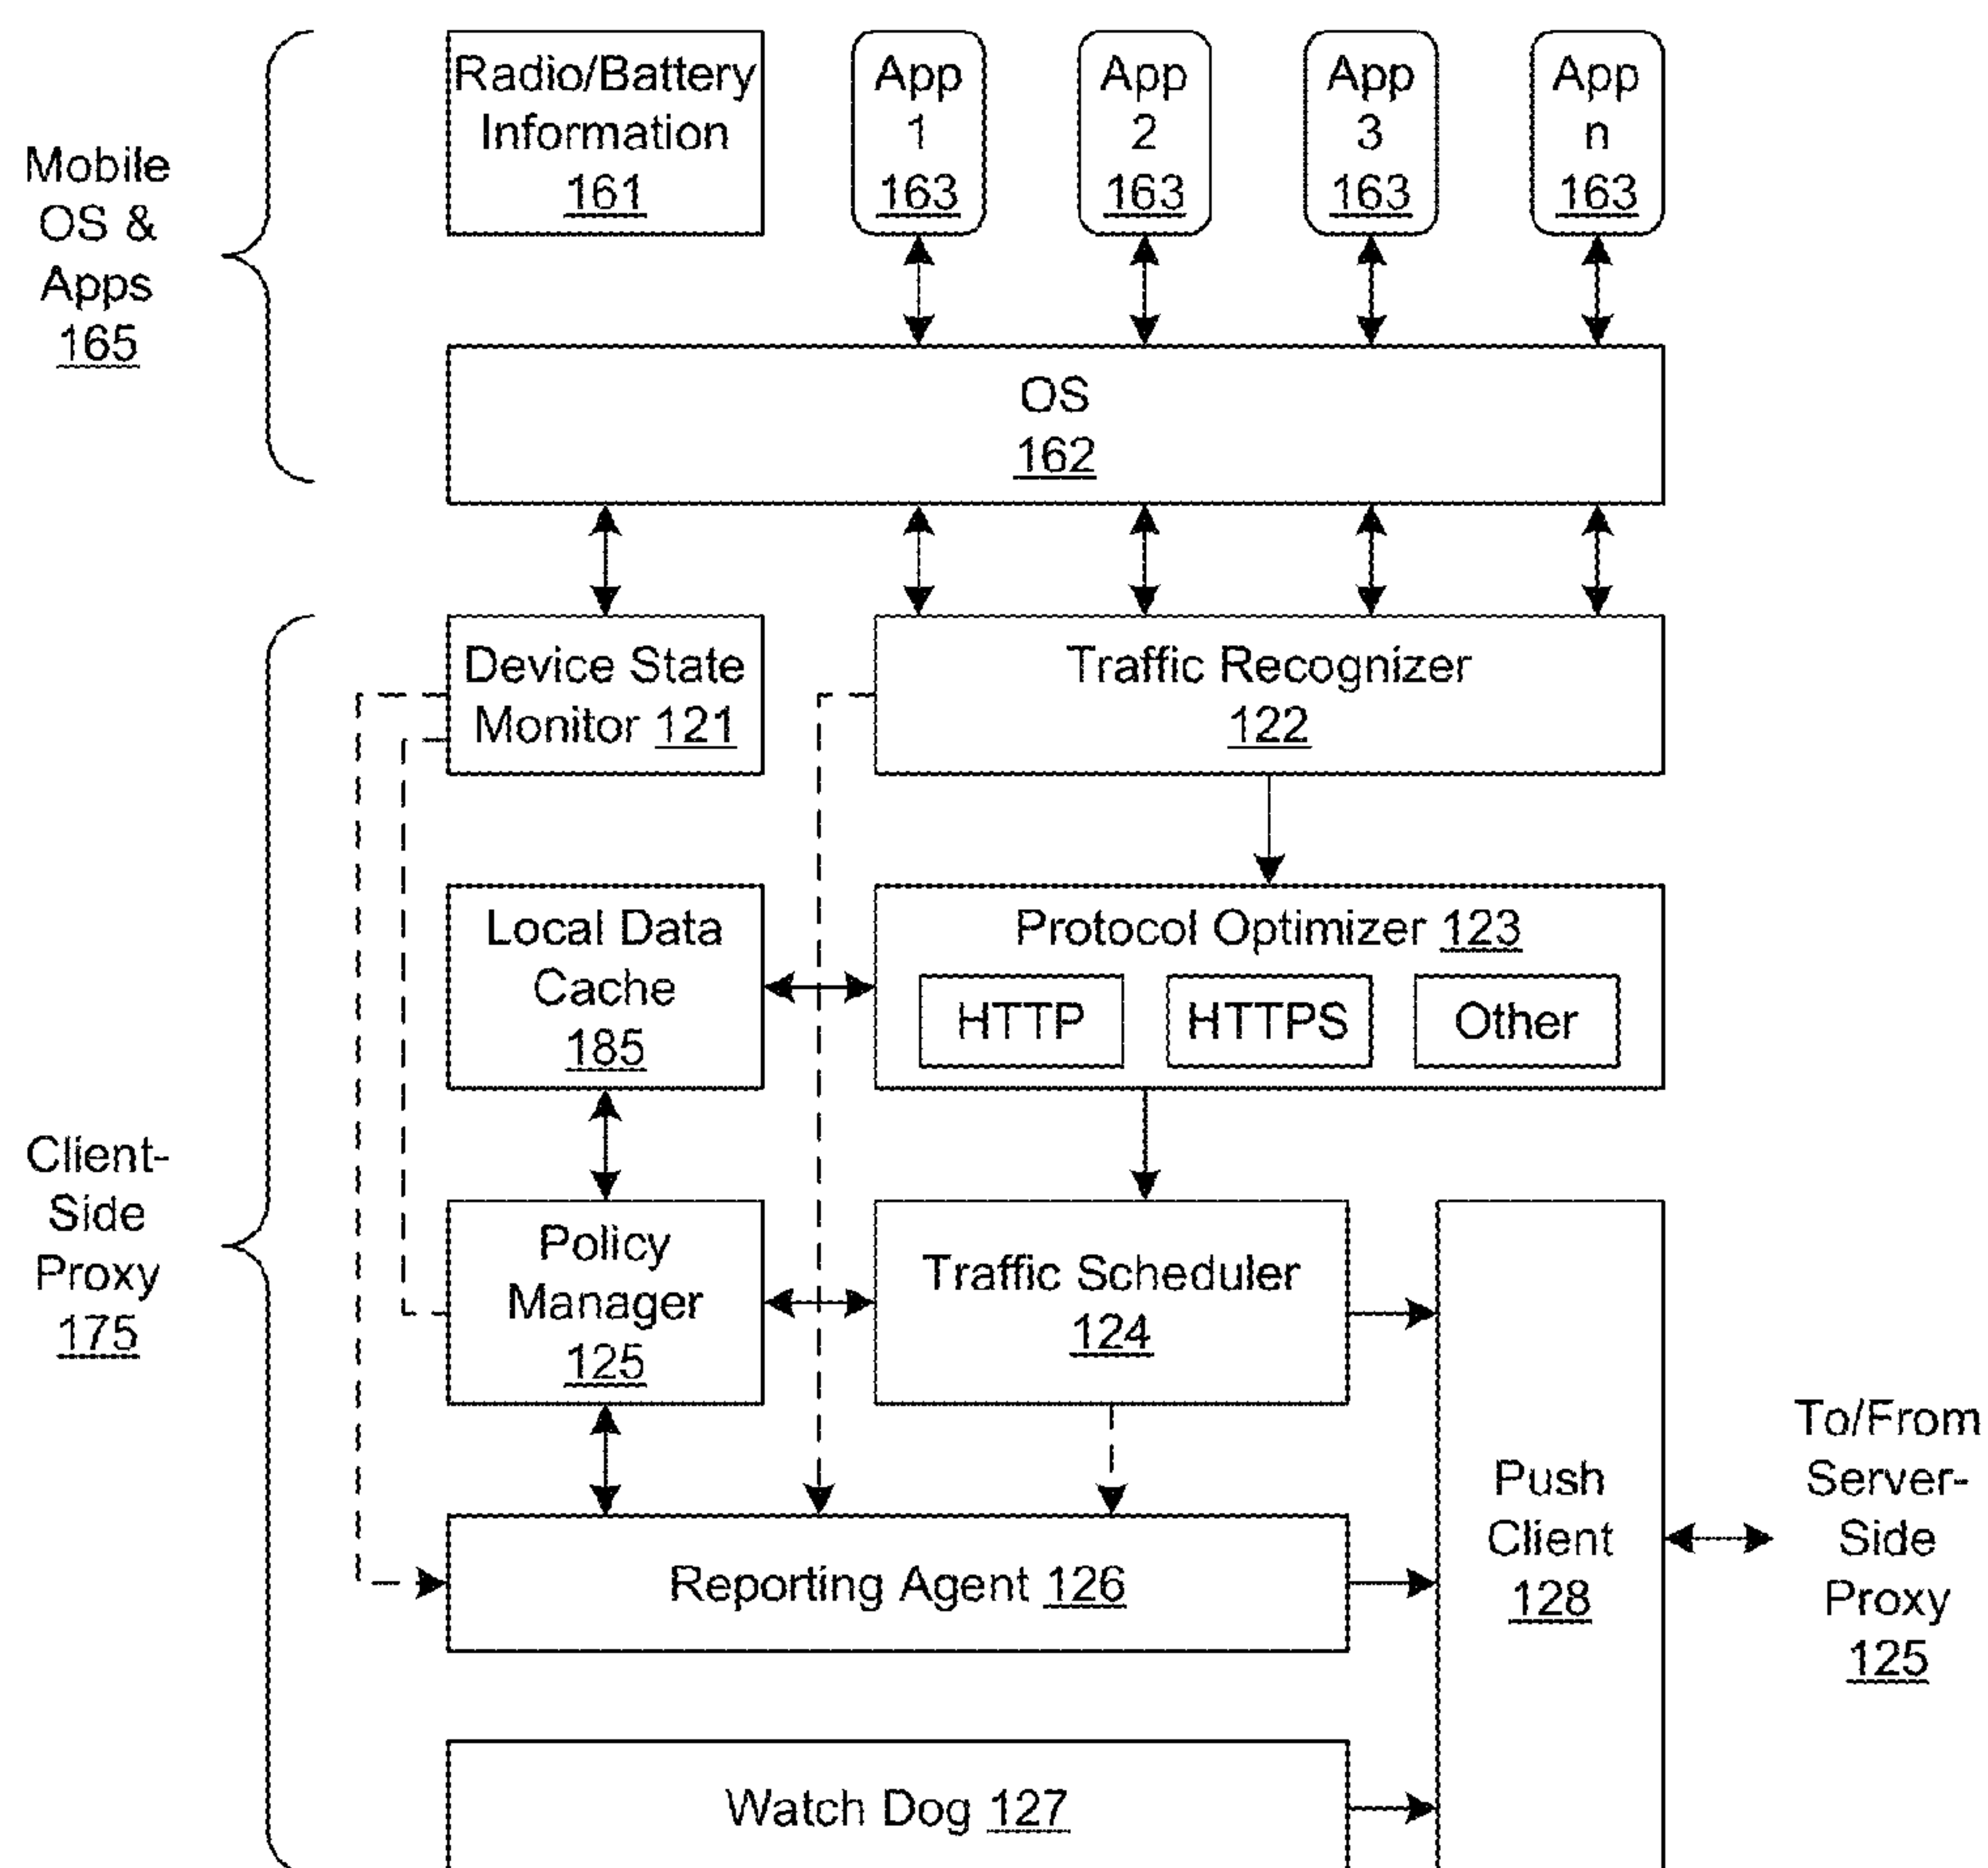 Mobile
OS &
Apps
165
Radio/Battery
Information
161
App
1
163
App
2
163
App
3
163
App
n
163
OS
162
Client-
Side
Proxy
175
Device State
Monitor 121
Traffic Recognizer
122
Local Data
Cache
185
Protocol Optimizer 123
HTTP
HTTPS
Other
Policy
Manager
125
Traffic Scheduler
124
Reporting Agent 126
Watch Dog 127
Push
Client
128
To/From
Server-
Side
Proxy
125